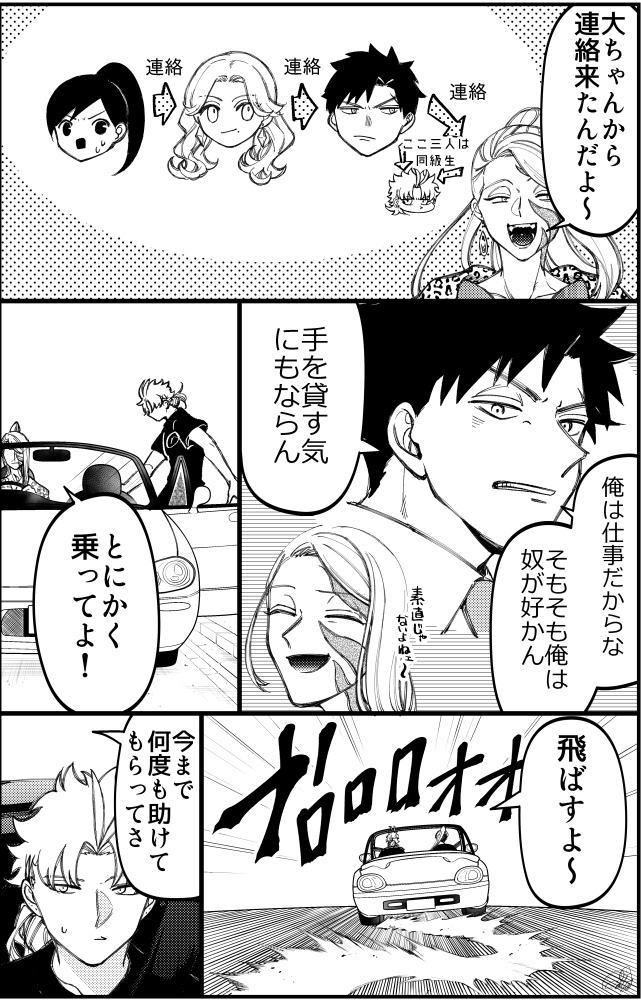 大ちゃんから
連絡来たんだよ～
連絡
連絡
連絡
ここ三人は
同級生
俺は仕事だからな
そもそも俺は
奴が好かん
手を貸す気
にもならん
素直じゃ
ないよねェ～
とにかく
乗ってよ！
飛ばすよ～
オオロロロロ
今まで
何度も助けて
もらってさ